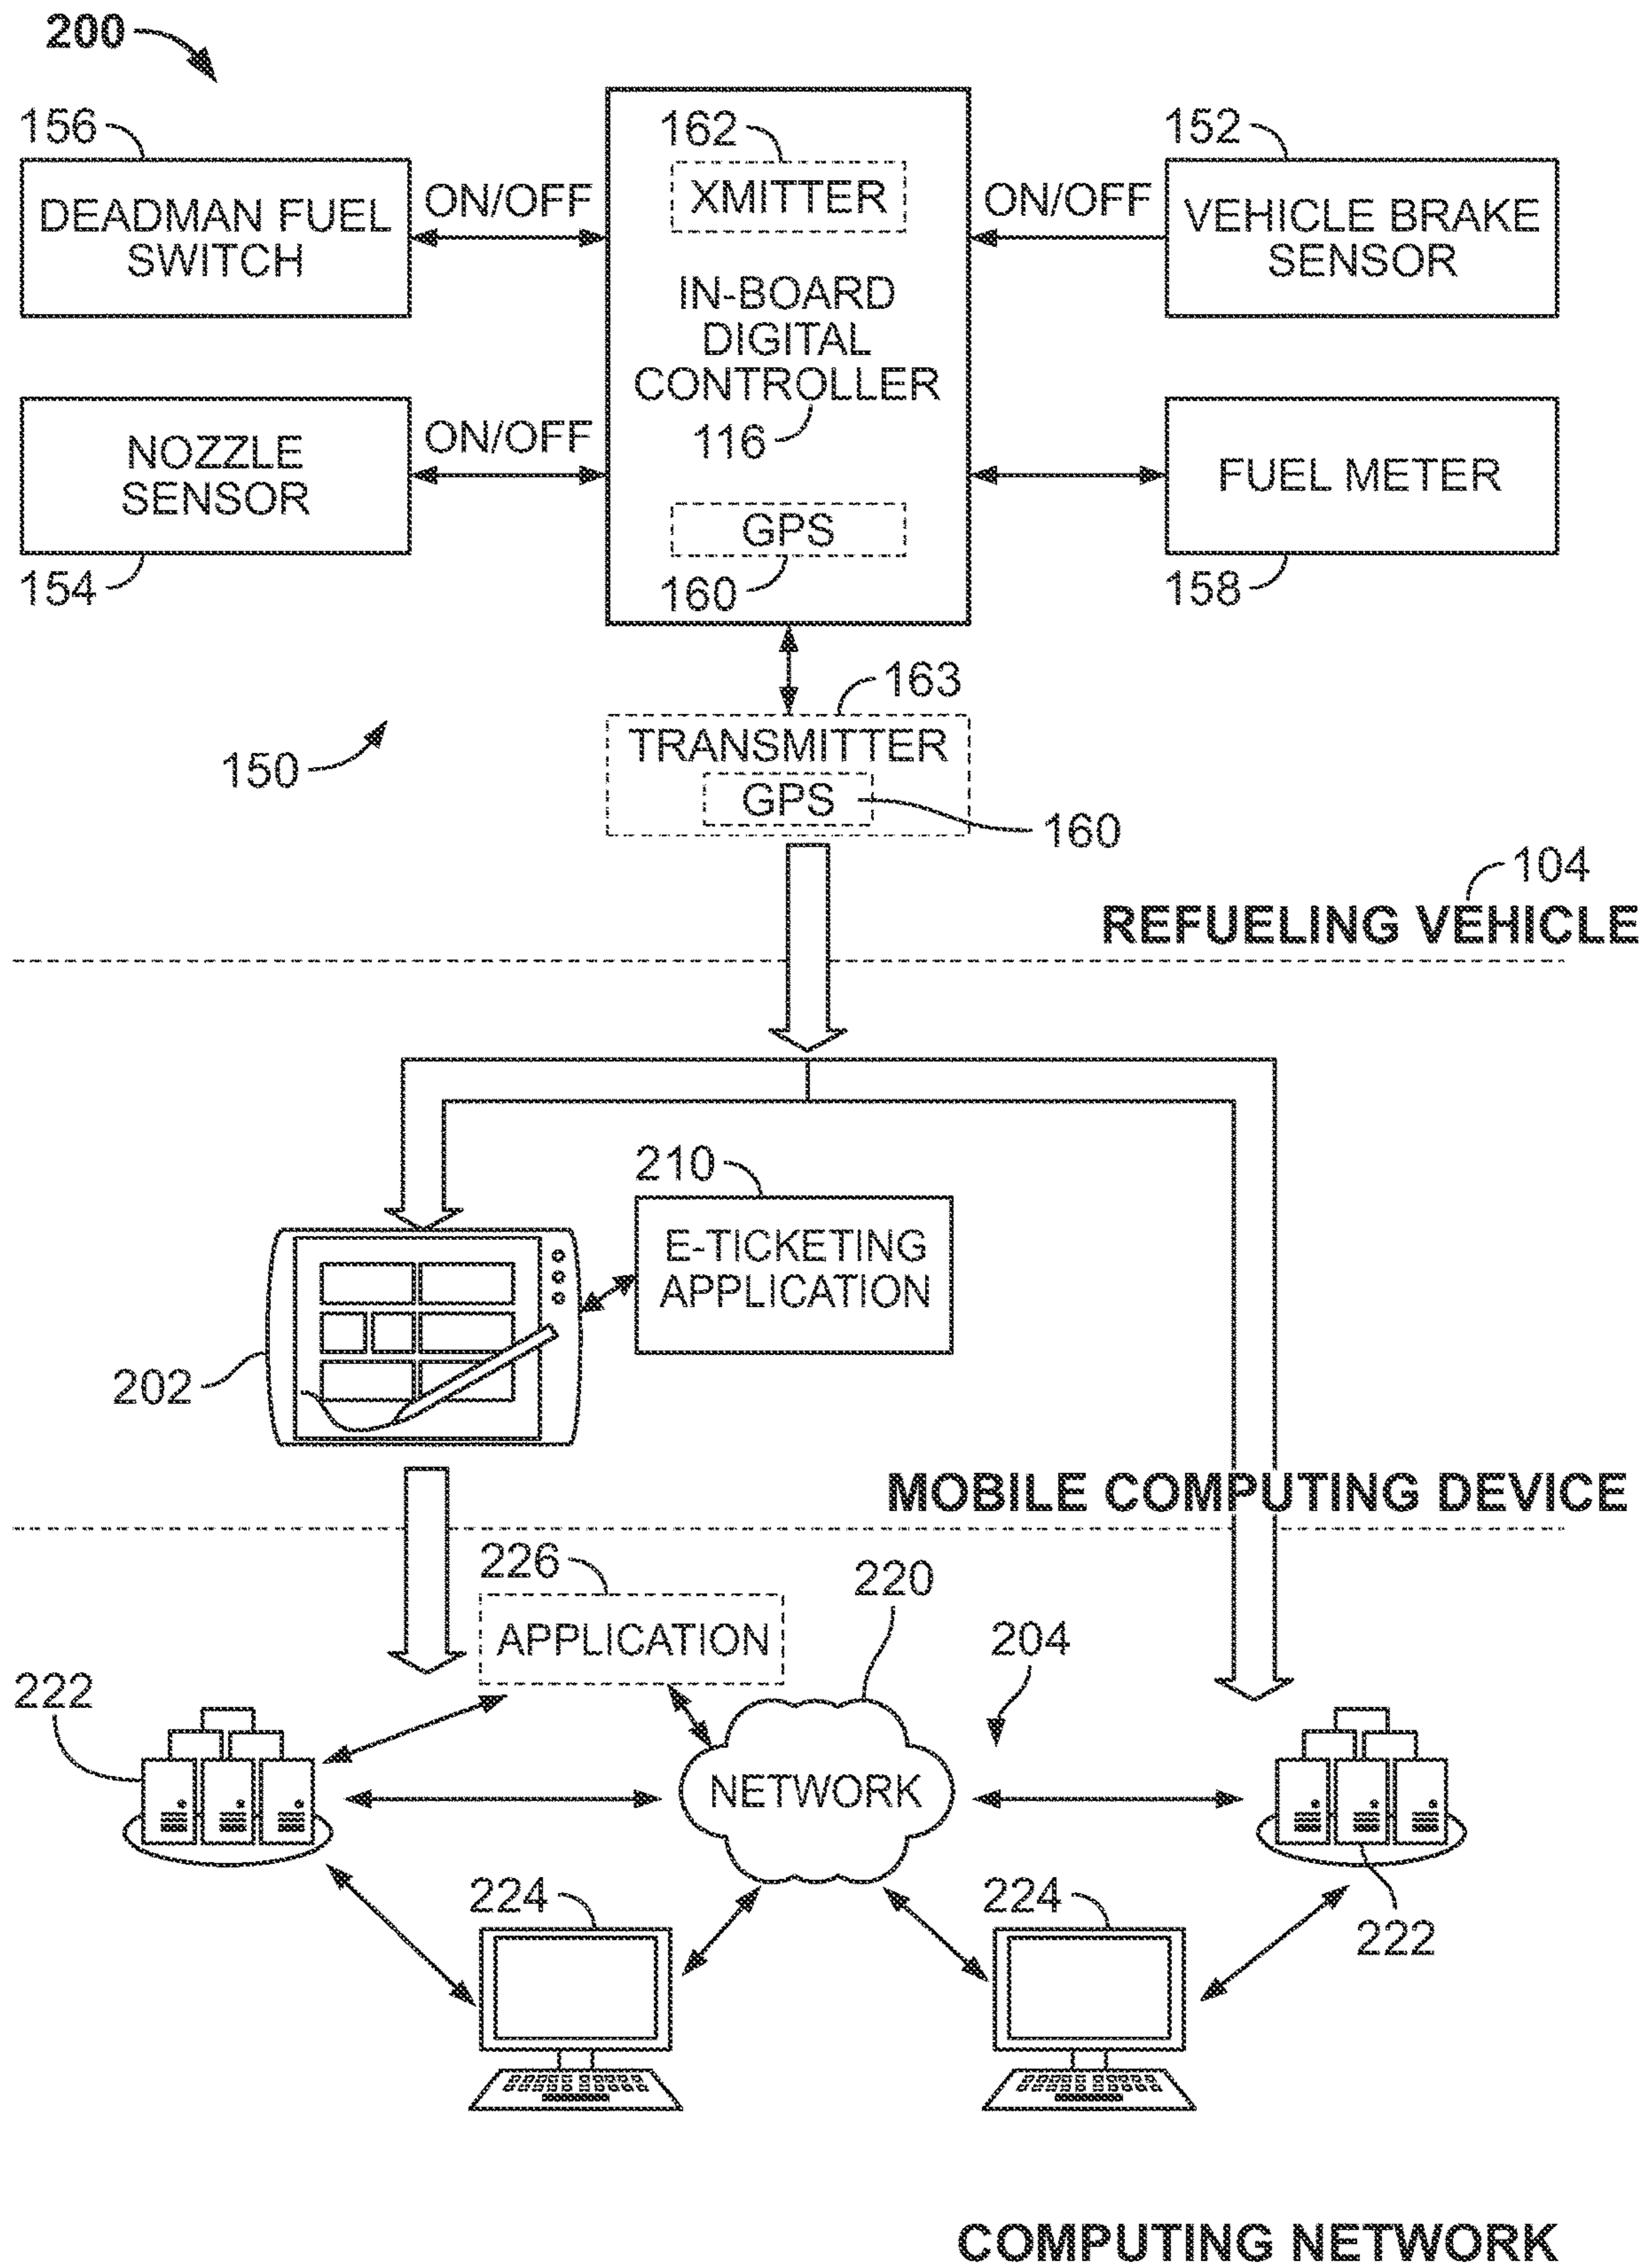 200
156
162
152
DEADMAN FUEL
SWITCH
ON/OFF
XMITTER
ON/OFF
VEHICLE BRAKE
SENSOR
IN-BOARD
DIGITAL
CONTROLLER
116
NOZZLE
SENSOR
ON/OFF
FUEL METER
GPS
154
160
158
163
TRANSMITTER
GPS
150
160
104
REFUELING VEHICLE
210
E-TICKETING
APPLICATION
202
MOBILE COMPUTING DEVICE
226
220
APPLICATION
204
222
NETWORK
224
224
222
COMPUTING NETWORK